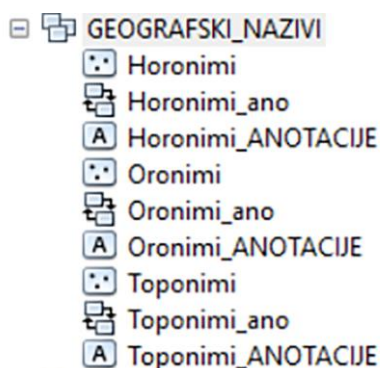 GEOGRAFSKI_NAZIVI
Horonimi
Horonimi_ano
A Horonimi_ANOTACIJE
Oronimi
Oronimi_ano
A Oronimi_ANOTACIJE
Toponimi
Toponimi_ano
A Toponimi_ANOTACIJE